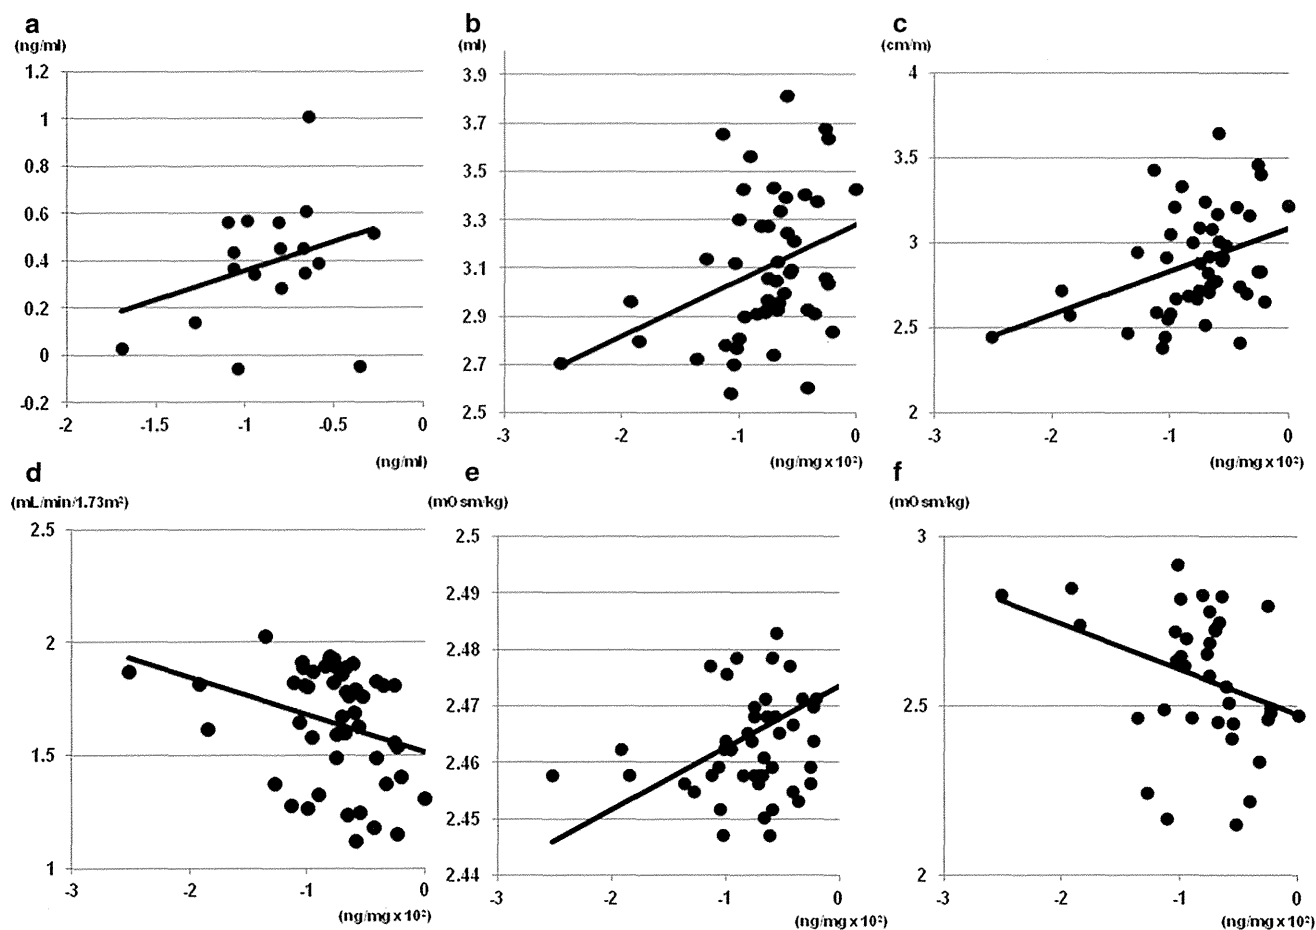 a
(ng/ml)
1.2
1
0.8
0.6
0.4
0.2
0
-0.2
-2 -1.5 -1 -0.5 0
(ng/ml)
b
(ml)
3.9
3.7
3.5
3.3
3.1
2.9
2.7
2.5
-3 -2 -1 0
(ng/mg x 10²)
c
(cm/m)
4
3.5
3
2.5
2
-3 -2 -1 0
(ng/mg x 10²)
d
(mL/min/1.73m²)
2.5
2
1.5
1
-3 -2 -1 0
(ng/mg x 10²)
e
(mOsm/kg)
2.5
2.49
2.48
2.47
2.46
2.45
2.44
-3 -2 -1 0
(ng/mg x 10²)
f
(mOsm/kg)
3
2.5
2
-3 -2 -1 0
(ng/mg x 10²)